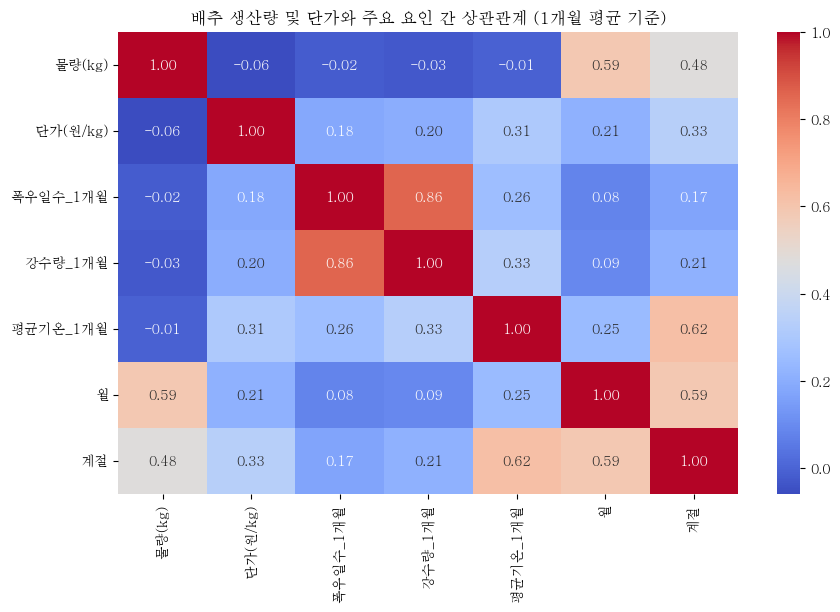 배추 생산량 및 단가와 주요 요인 간 상관관계 (1개월 평균 기준)
물량(kg) 1.00 −0.06 −0.02 −0.03 −0.01 0.59 0.48
단가(원/kg) −0.06 1.00 0.18 0.20 0.31 0.21 0.33
폭우일수_1개월 −0.02 0.18 1.00 0.86 0.26 0.08 0.17
강수량_1개월 −0.03 0.20 0.86 1.00 0.33 0.09 0.21
평균기온_1개월 −0.01 0.31 0.26 0.33 1.00 0.25 0.62
월 0.59 0.21 0.08 0.09 0.25 1.00 0.59
계절 0.48 0.33 0.17 0.21 0.62 0.59 1.00
물량(kg) 단가(원/kg) 폭우일수_1개월 강수량_1개월 평균기온_1개월 월 계절
1.0
0.8
0.6
0.4
0.2
0.0